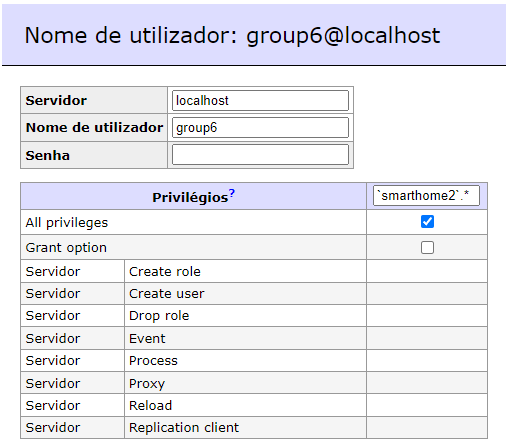 Nome de utilizador: group6@localhost
Servidor localhost
Nome de utilizador group6
Senha
Privilégios? `smarthome2`.*
All privileges
Grant option
Servidor Create role
Servidor Create user
Servidor Drop role
Servidor Event
Servidor Process
Servidor Proxy
Servidor Reload
Servidor Replication client